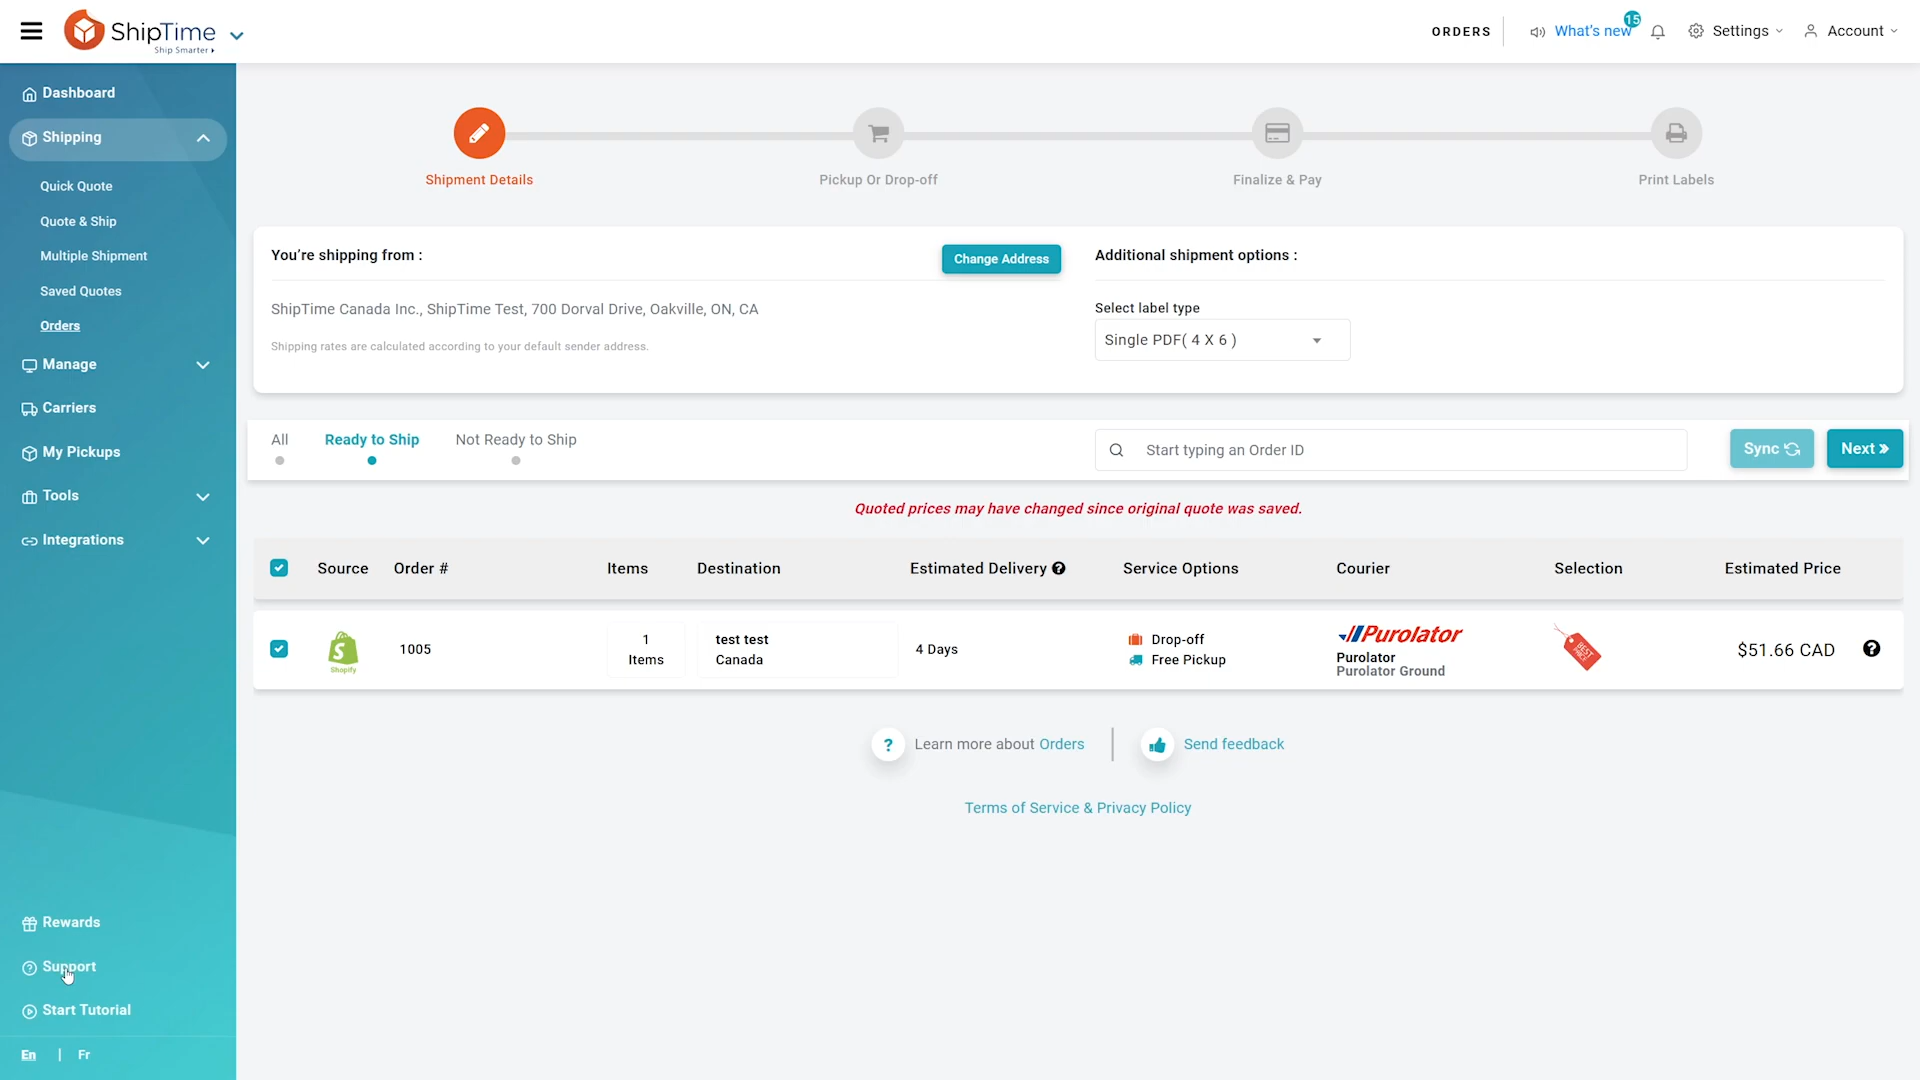 ShipTime
Ship Smarter
ORDERS
What's new
15
Settings
Account
Dashboard
Shipping
Quick Quote
Quote & Ship
Multiple Shipment
Saved Quotes
Orders
Manage
Carriers
My Pickups
Tools
Integrations
Rewards
Support
Start Tutorial
En | Fr
Shipment Details
Pickup Or Drop-off
Finalize & Pay
Print Labels
You're shipping from :
Change Address
ShipTime Canada Inc., ShipTime Test, 700 Dorval Drive, Oakville, ON, CA
Shipping rates are calculated according to your default sender address.
Additional shipment options :
Select label type
Single PDF( 4 X 6 )
All
Ready to Ship
Not Ready to Ship
Start typing an Order ID
Sync
Next »
Quoted prices may have changed since original quote was saved.
Source Order # Items Destination Estimated Delivery ? Service Options Courier Selection Estimated Price
S
Shopify
1005
1
Items
test test
Canada
4 Days
Drop-off
Free Pickup
Purolator
Purolator
Purolator Ground
BEST
PRICE
$51.66 CAD ?
? Learn more about Orders
Send feedback
Terms of Service & Privacy Policy